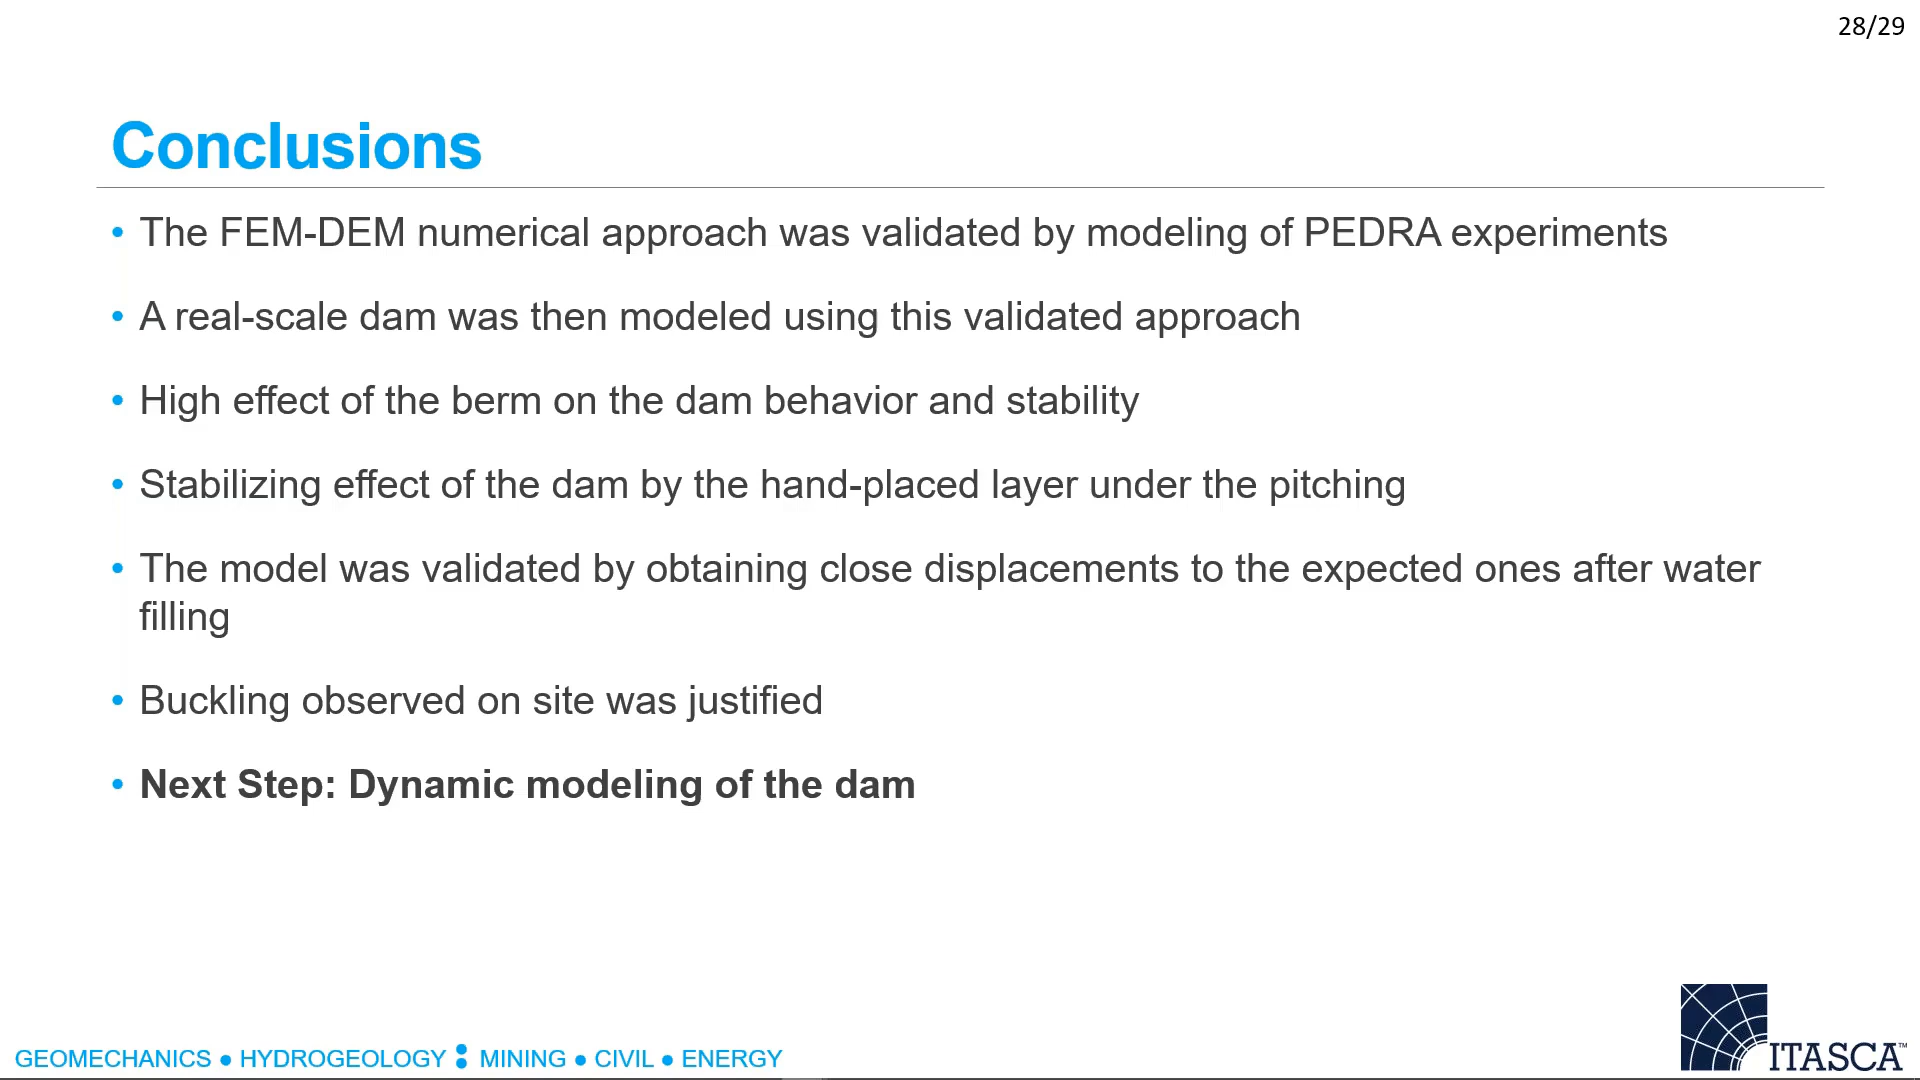 28/29
Conclusions
• The FEM-DEM numerical approach was validated by modeling of PEDRA experiments
• A real-scale dam was then modeled using this validated approach
• High effect of the berm on the dam behavior and stability
• Stabilizing effect of the dam by the hand-placed layer under the pitching
• The model was validated by obtaining close displacements to the expected ones after water
filling
• Buckling observed on site was justified
• Next Step: Dynamic modeling of the dam
GEOMECHANICS ● HYDROGEOLOGY : MINING ● CIVIL ● ENERGY
ITASCA™